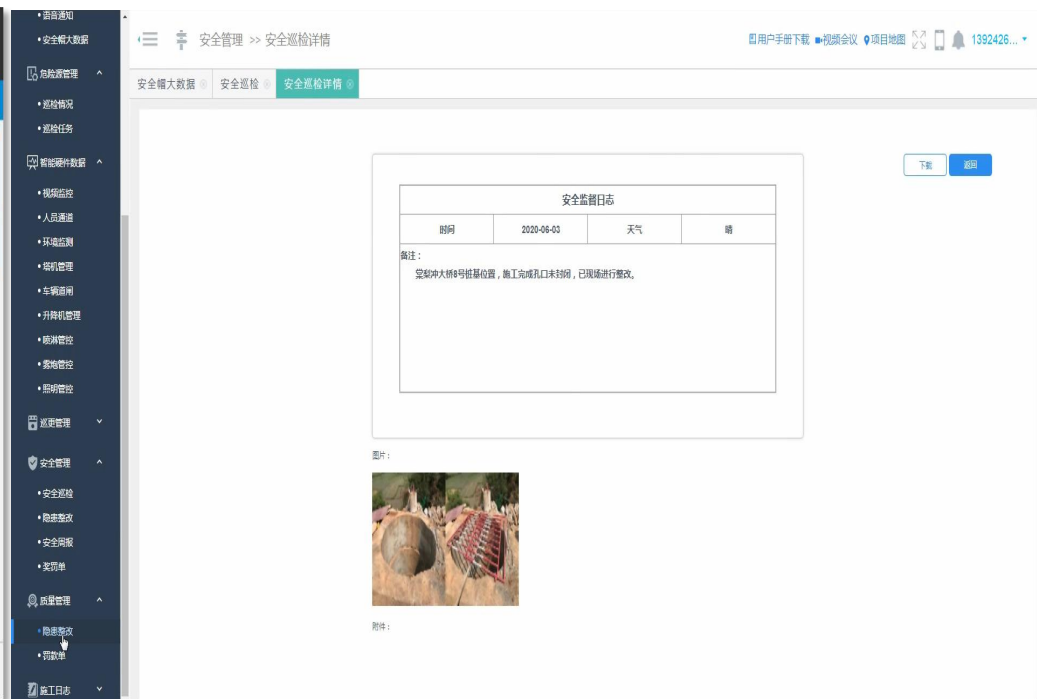 语音通知
安全帽大数据
危险源管理
巡检情况
巡检任务
智能硬件数据
视频监控
人员通道
环境监测
塔机管理
车辆道闸
升降机管理
喷淋管控
雾炮管控
照明管控
巡更管理
安全管理
安全巡检
隐患整改
安全周报
奖罚单
质量管理
隐患整改
罚款单
施工日志
安全管理 >> 安全巡检详情
用户手册下载 视频会议 项目地图 1392426...
安全帽大数据 安全巡检 安全巡检详情
下载 返回
安全监督日志
时间 2020-06-03 天气 晴
备注：
棠梨冲大桥8号桩基位置，施工完成孔口未封闭，已现场进行整改。
图片：
附件：